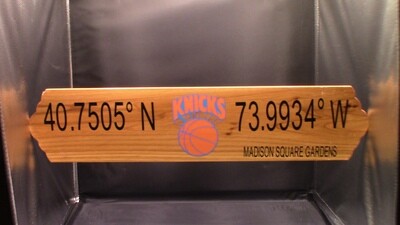 40.7505° N KNICKS 73.9934° W
MADISON SQUARE GARDENS